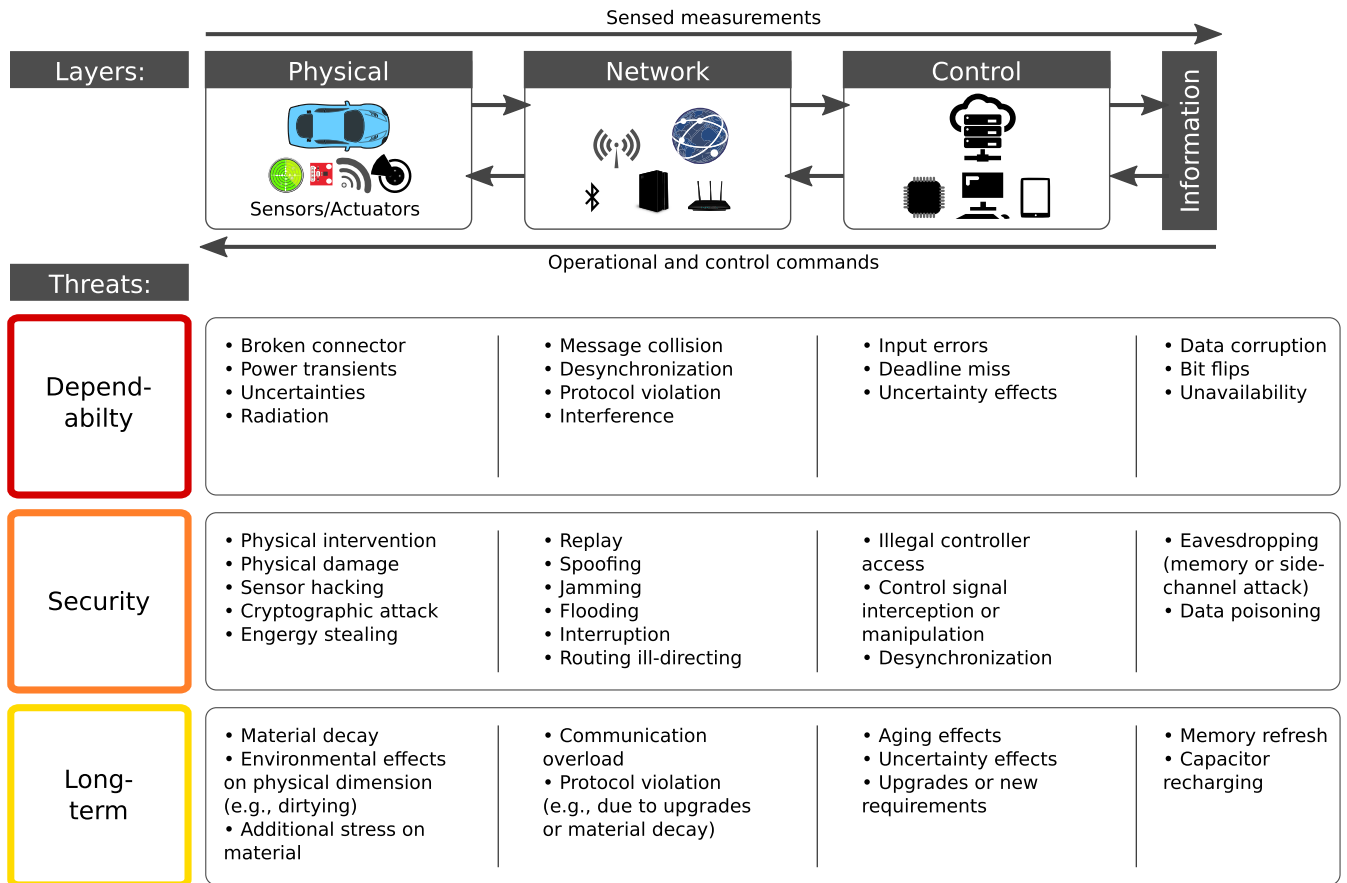 Sensed measurements
Layers:
Physical
Network
Control
Information
Sensors/Actuators
Operational and control commands
Threats:
Depend-
abilty
• Broken connector
• Power transients
• Uncertainties
• Radiation
• Message collision
• Desynchronization
• Protocol violation
• Interference
• Input errors
• Deadline miss
• Uncertainty effects
• Data corruption
• Bit flips
• Unavailability
Security
• Physical intervention
• Physical damage
• Sensor hacking
• Cryptographic attack
• Engergy stealing
• Replay
• Spoofing
• Jamming
• Flooding
• Interruption
• Routing ill-directing
• Illegal controller
access
• Control signal
interception or
manipulation
• Desynchronization
• Eavesdropping
(memory or side-
channel attack)
• Data poisoning
Long-
term
• Material decay
• Environmental effects
on physical dimension
(e.g., dirtying)
• Additional stress on
material
• Communication
overload
• Protocol violation
(e.g., due to upgrades
or material decay)
• Aging effects
• Uncertainty effects
• Upgrades or new
requirements
• Memory refresh
• Capacitor
recharging